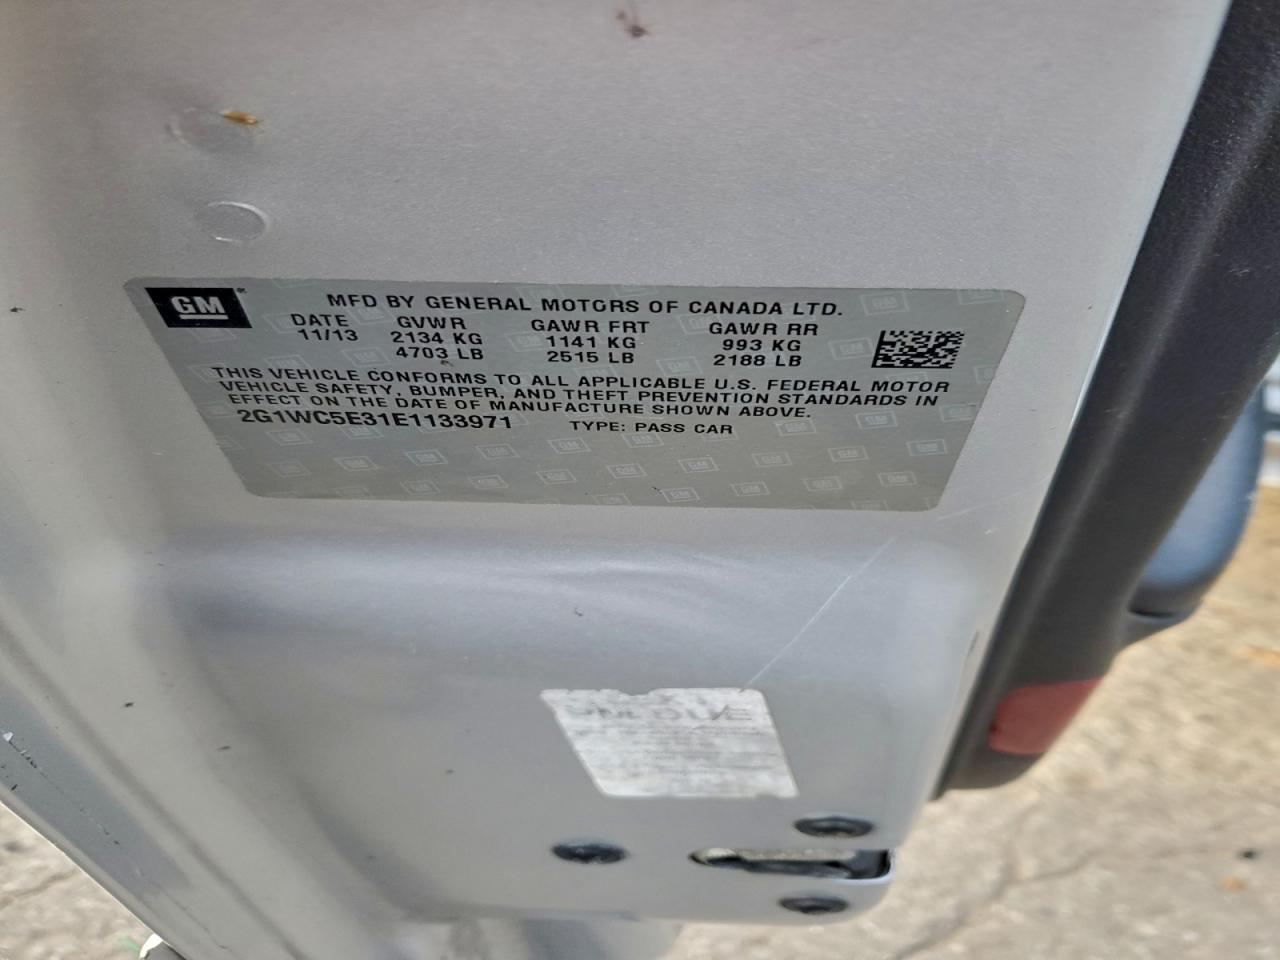 GM
MFD BY GENERAL MOTORS OF CANADA LTD.
DATE GVWR GAWR FRT GAWR RR
11/13 2134 KG 1141 KG 993 KG
4703 LB 2515 LB 2188 LB
THIS VEHICLE CONFORMS TO ALL APPLICABLE U.S. FEDERAL MOTOR
VEHICLE SAFETY, BUMPER, AND THEFT PREVENTION STANDARDS IN
EFFECT ON THE DATE OF MANUFACTURE SHOWN ABOVE.
2G1WC5E31E1133971 TYPE: PASS CAR